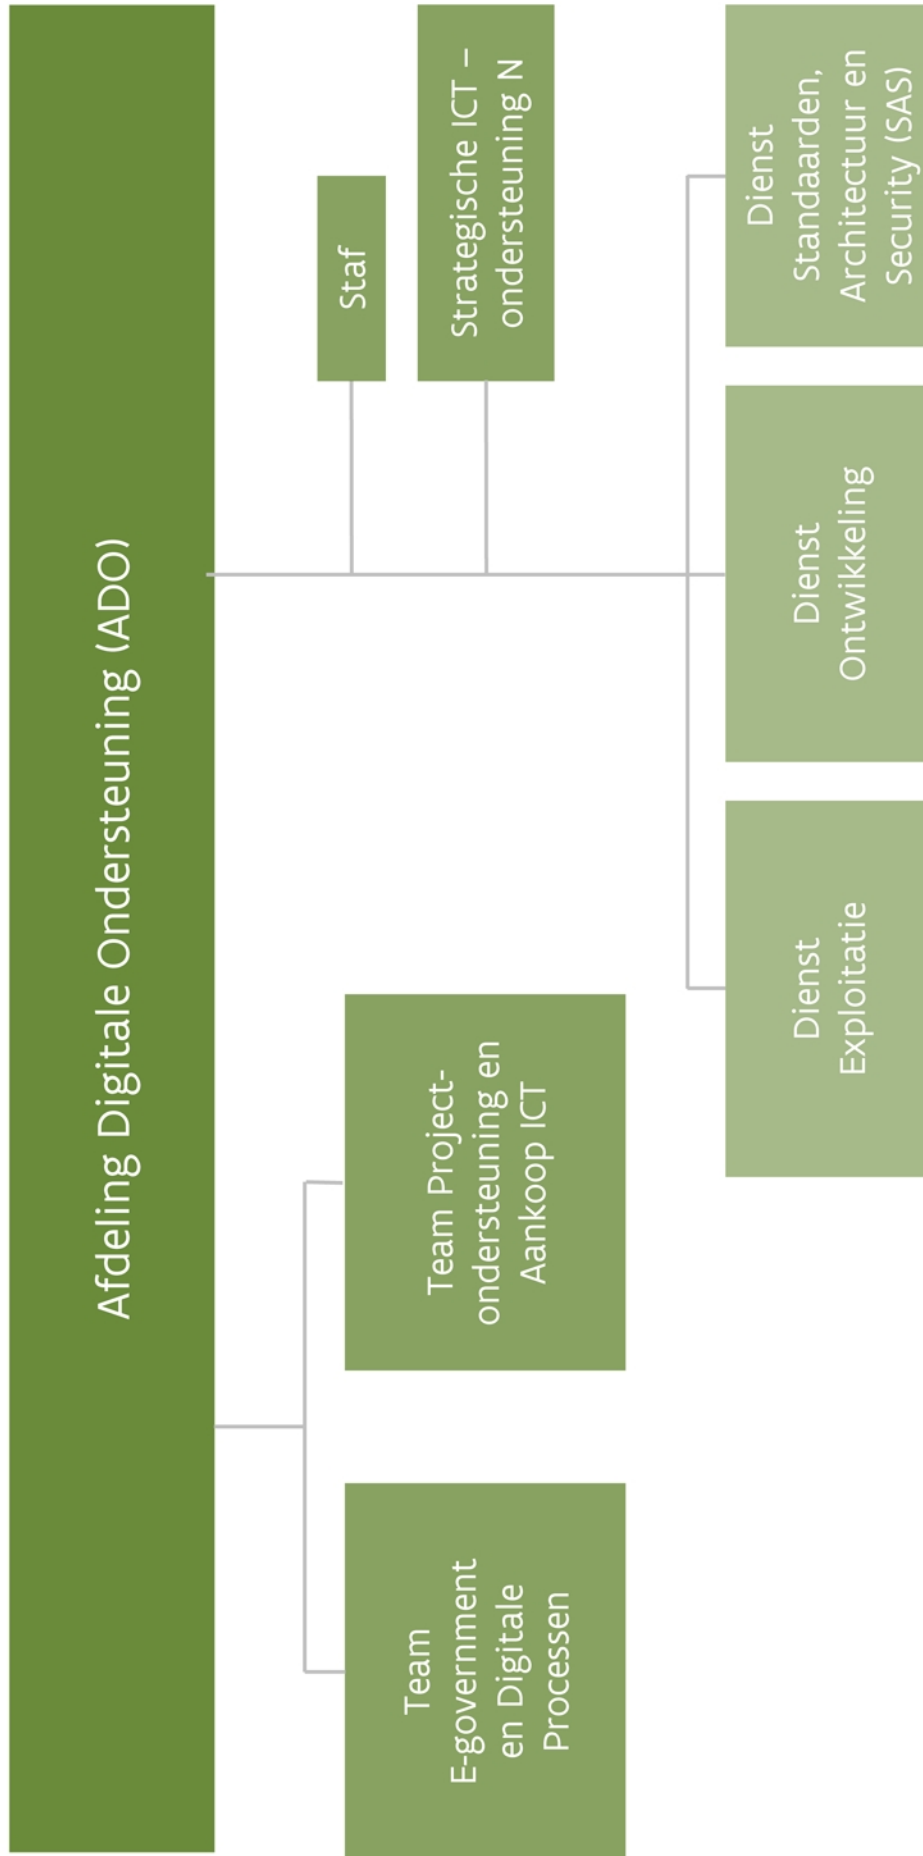 Afdeling Digitale Ondersteuning (ADO)
Team
E-government
en Digitale
Processen
Team Project-
ondersteuning en
Aankoop ICT
Staf
Strategische ICT –
ondersteuning N
Dienst
Exploitatie
Dienst
Ontwikkeling
Dienst
Standaarden,
Architectuur en
Security (SAS)